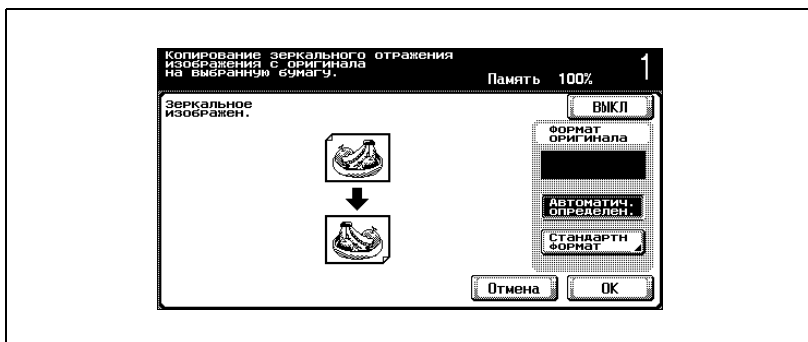 Копирование зеркального отражения
изображения с оригинала
на выбранную бумагу.
Память 100%
1
Зеркальное
изображен.
ВЫКЛ
Формат
оригинала
Автоматич.
определен.
Стандартн
формат
Отмена
OK